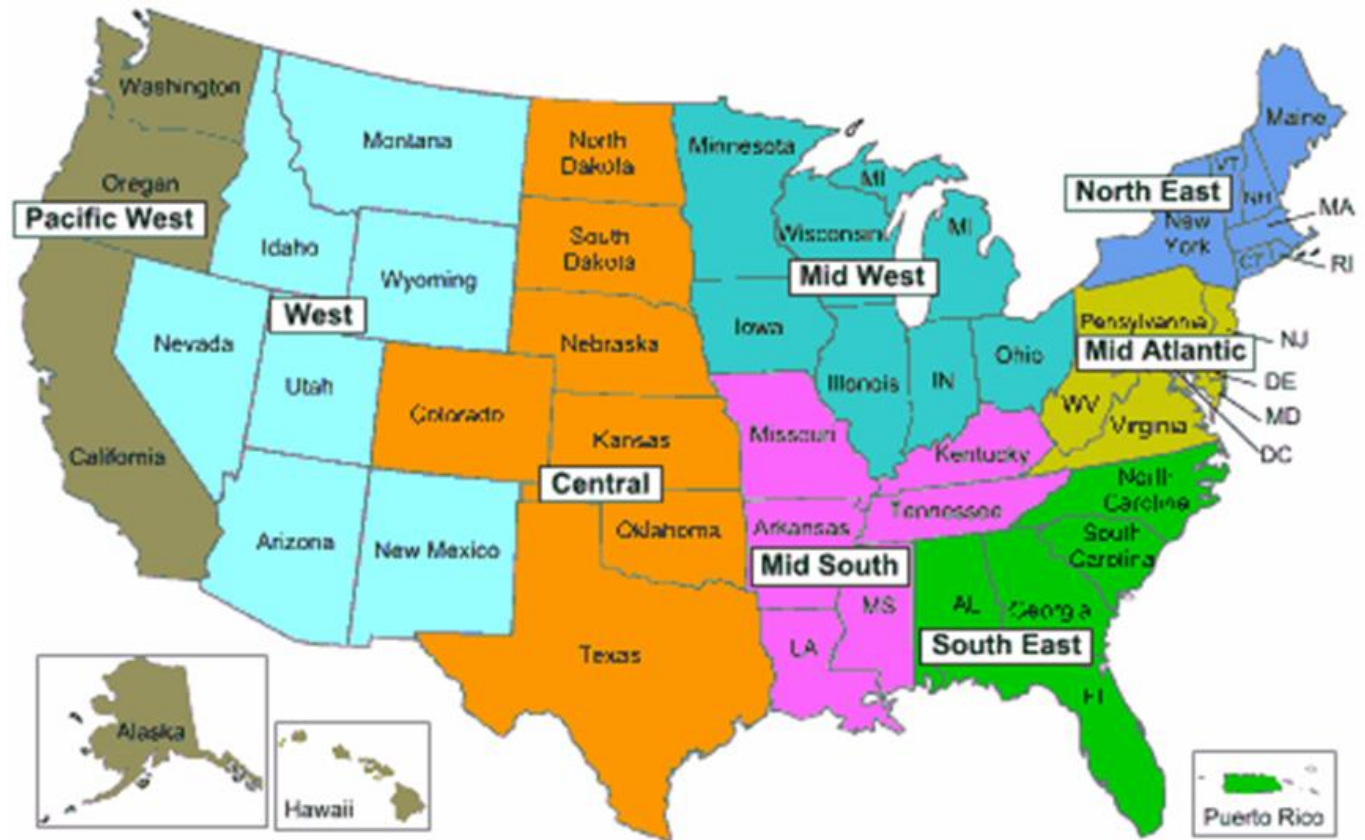 Washington
Montana
North
Dakota
Minnesota
MI
Maine
VT
NH
North East
MA
Oregan
Pacific West
Idaho
Wyoming
South
Dakota
Wisconsin
MI
Mid West
New
York
CT
RI
West
Nevada
Utah
Nebraska
Iowa
Illonois
IN
Ohio
Pensylvannia
Mid Atlantic
NJ
DE
MD
DC
WV
Virginia
California
Colorado
Kansas
Central
Missouri
Kentucky
Arizona
New Mexico
Oklahoma
Arkansas
Tennessee
North
Caroline
South
Carolina
Mid South
Texas
LA
MS
AL
Georgia
South East
FL
Alaska
Hawaii
Puerto Rico